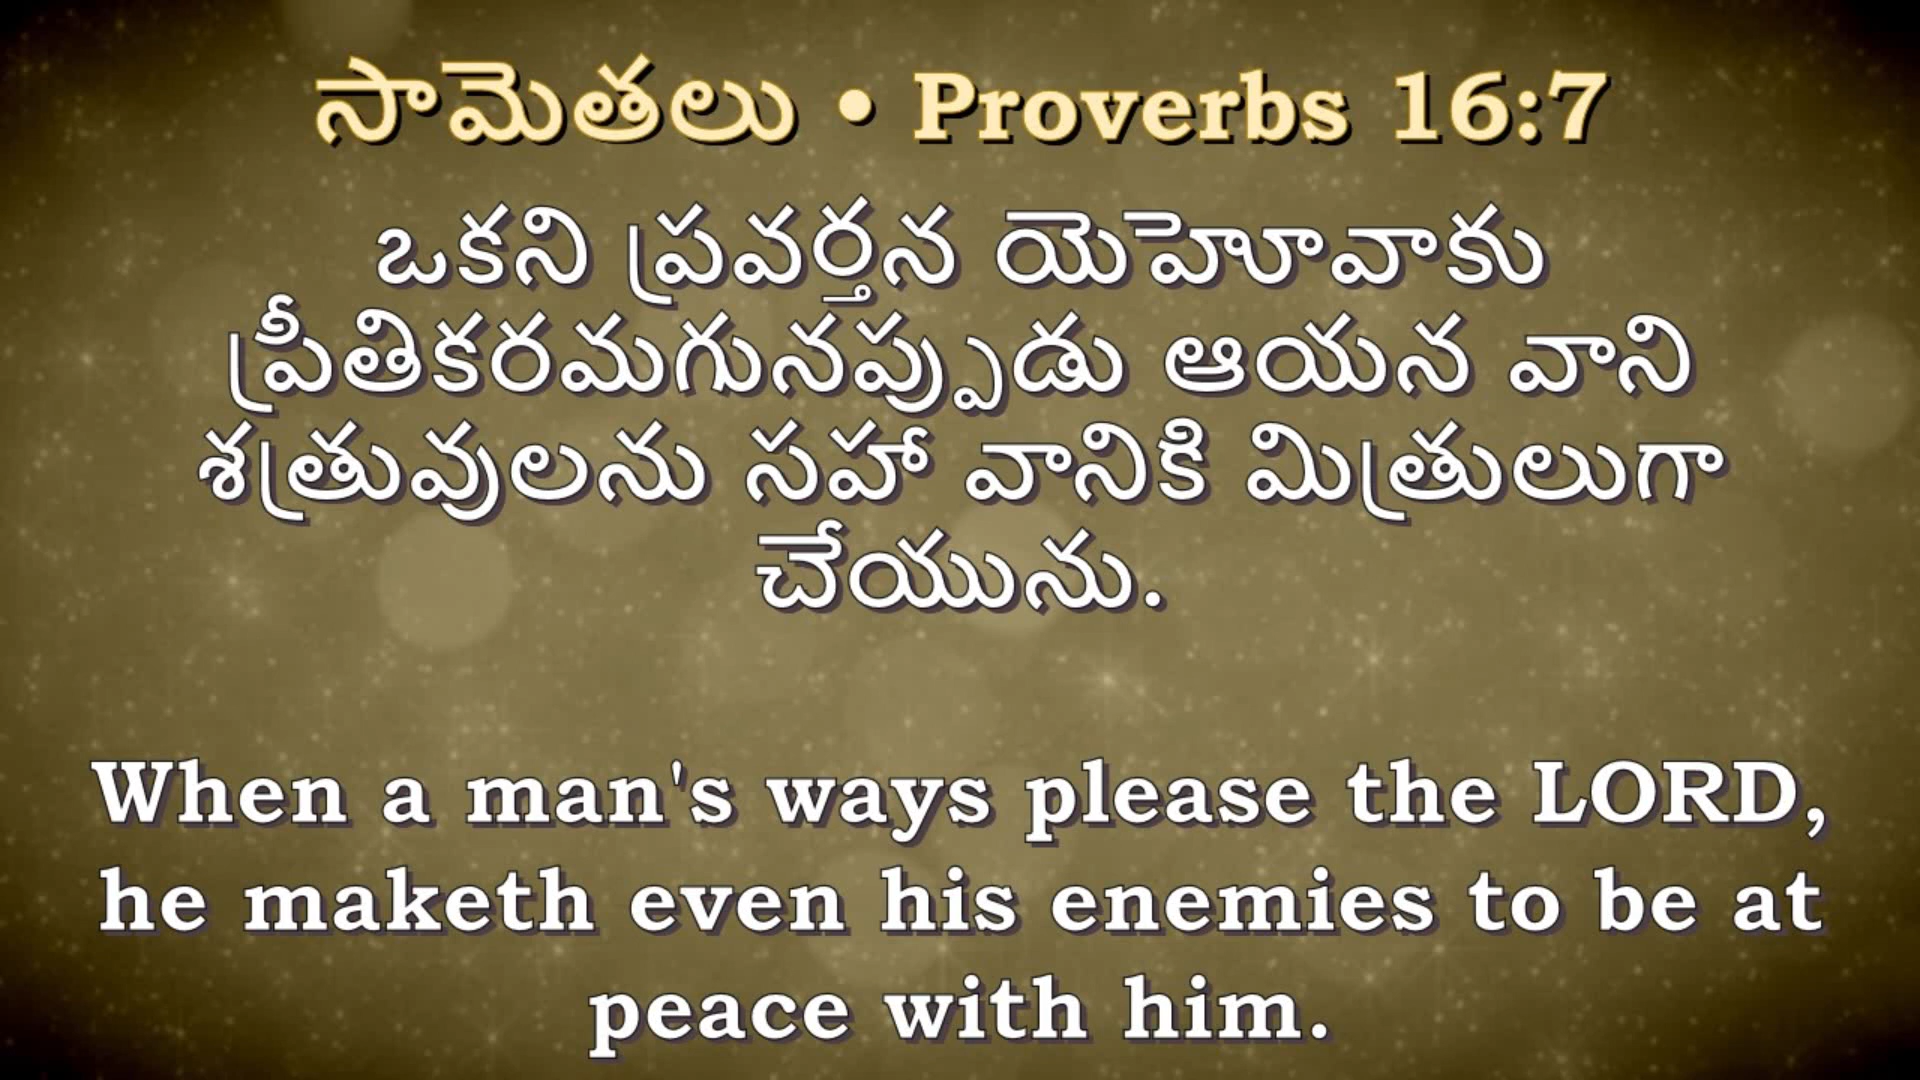 సామెతలు • Proverbs 16:7
ఒకని ప్రవర్తన యెహెూవాకు
ప్రీతికరమగునప్పుడు ఆయన వాని
శత్రువులను సహా వానికి మిత్రులుగా
చేయును.
When a man's ways please the LORD,
he maketh even his enemies to be at
peace with him.